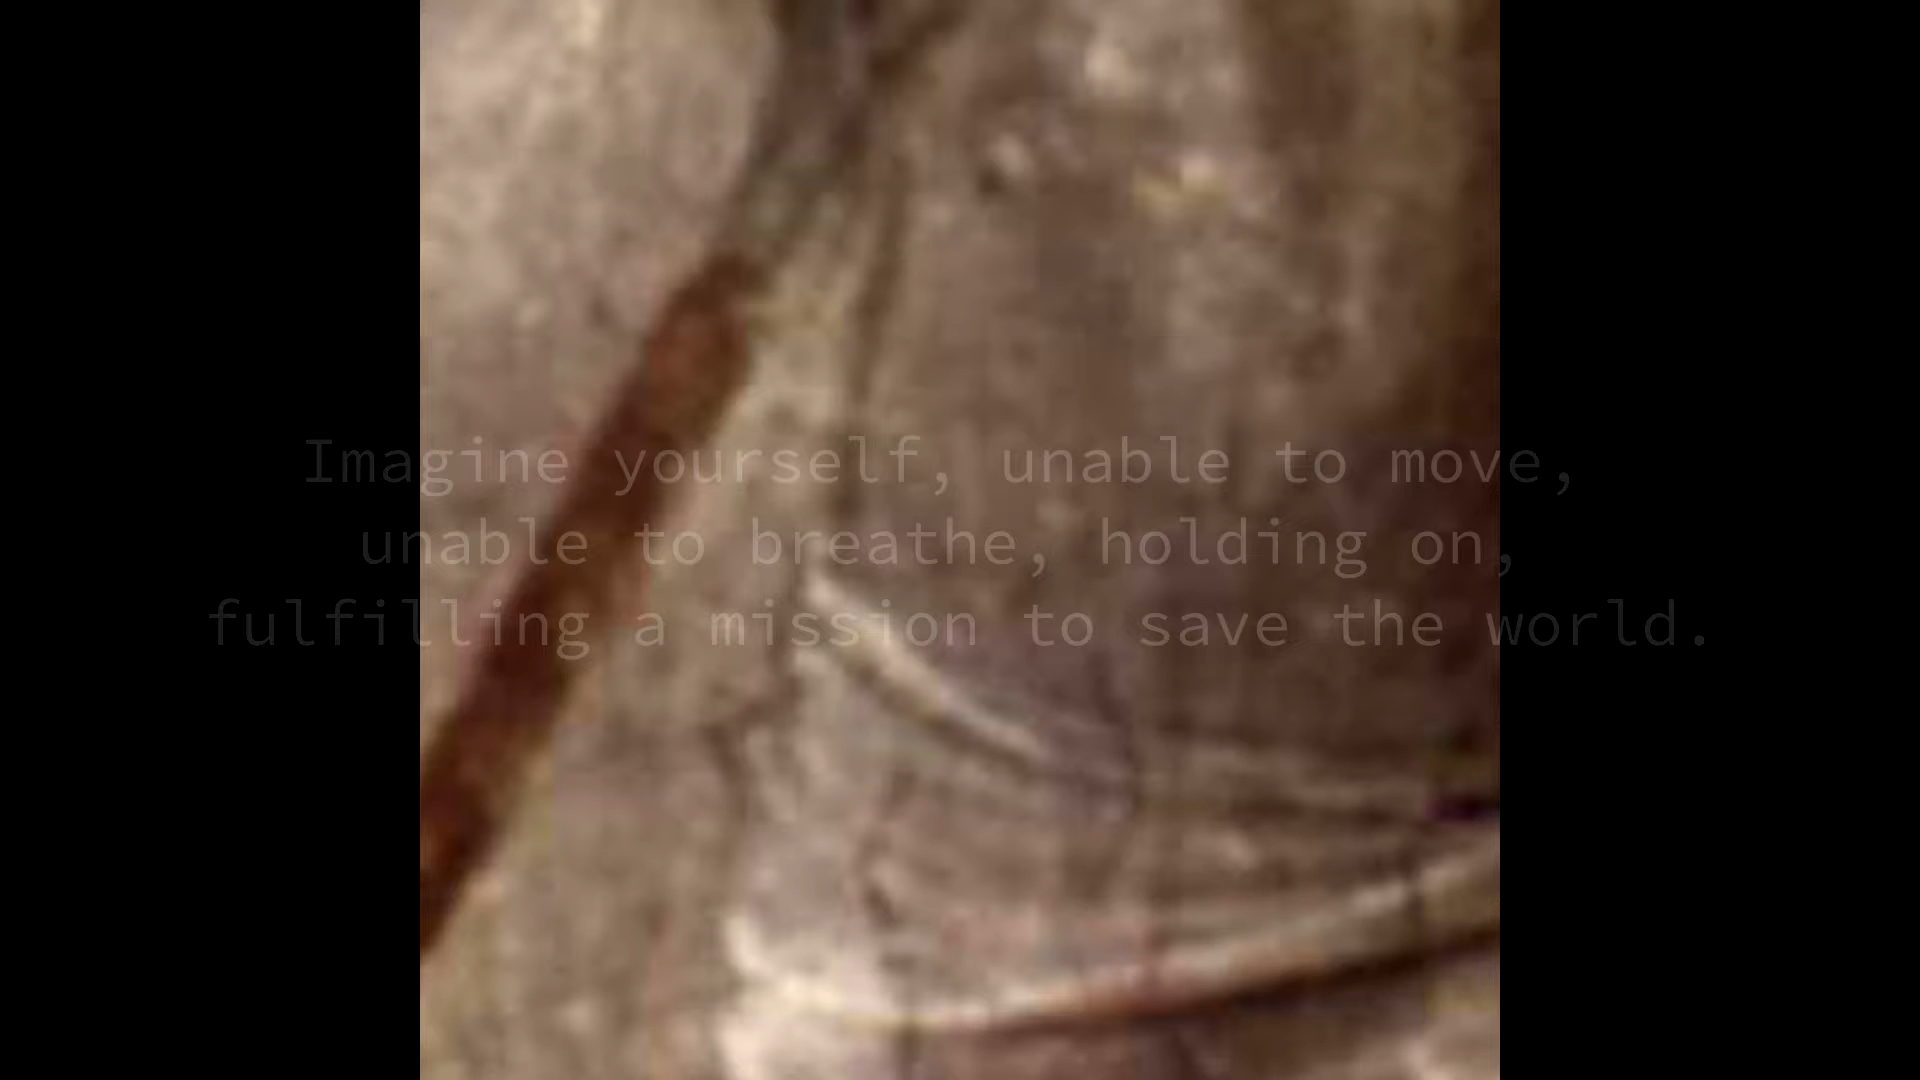 Imagine yourself, unable to move,
unable to breathe, holding on,
fulfilling a mission to save the world.